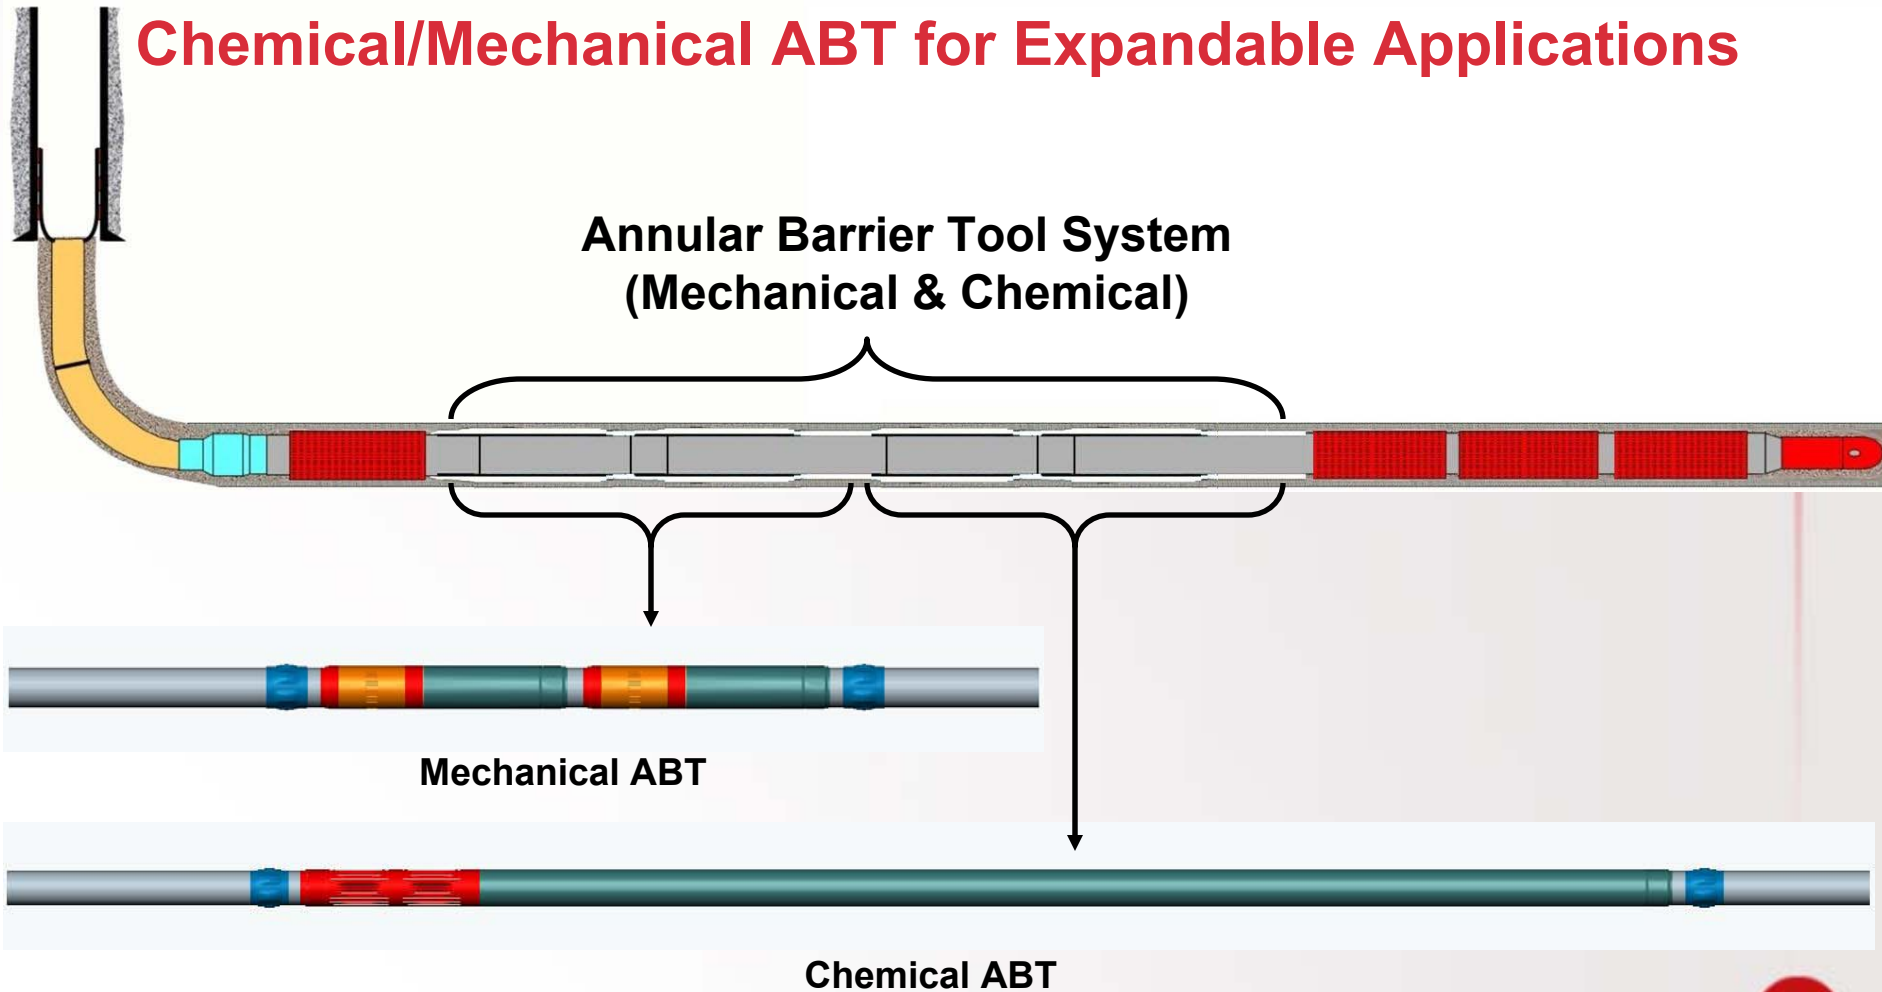 Chemical/Mechanical ABT for Expandable Applications
Annular Barrier Tool System
(Mechanical & Chemical)
Mechanical ABT
Chemical ABT